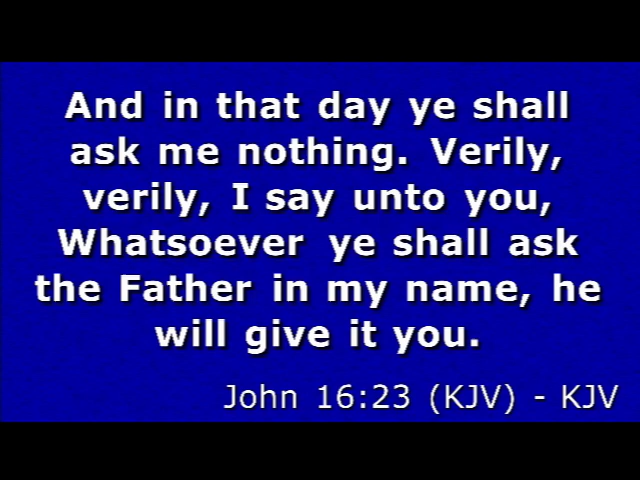 And in that day ye shall
ask me nothing. Verily,
verily, I say unto you,
Whatsoever ye shall ask
the Father in my name, he
will give it you.
John 16:23 (KJV) - KJV